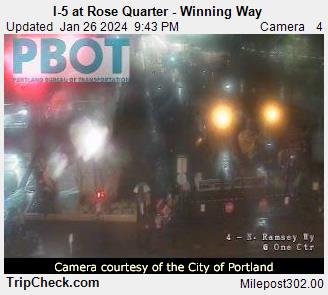 I-5 at Rose Quarter - Winning Way
Updated  Jan 26 2024  9:43 PM
Camera   4
PBOT
PORTLAND BUREAU OF TRANSPORTATION
4 - N. Ramsey Wy
@ One Ctr
Camera courtesy of the City of Portland
TripCheck.com
Milepost302.00